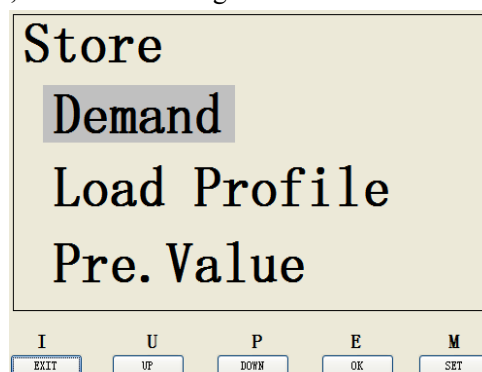 Store
Demand
Load Profile
Pre.Value
I U P E M
EXIT UP DOWN OK SET